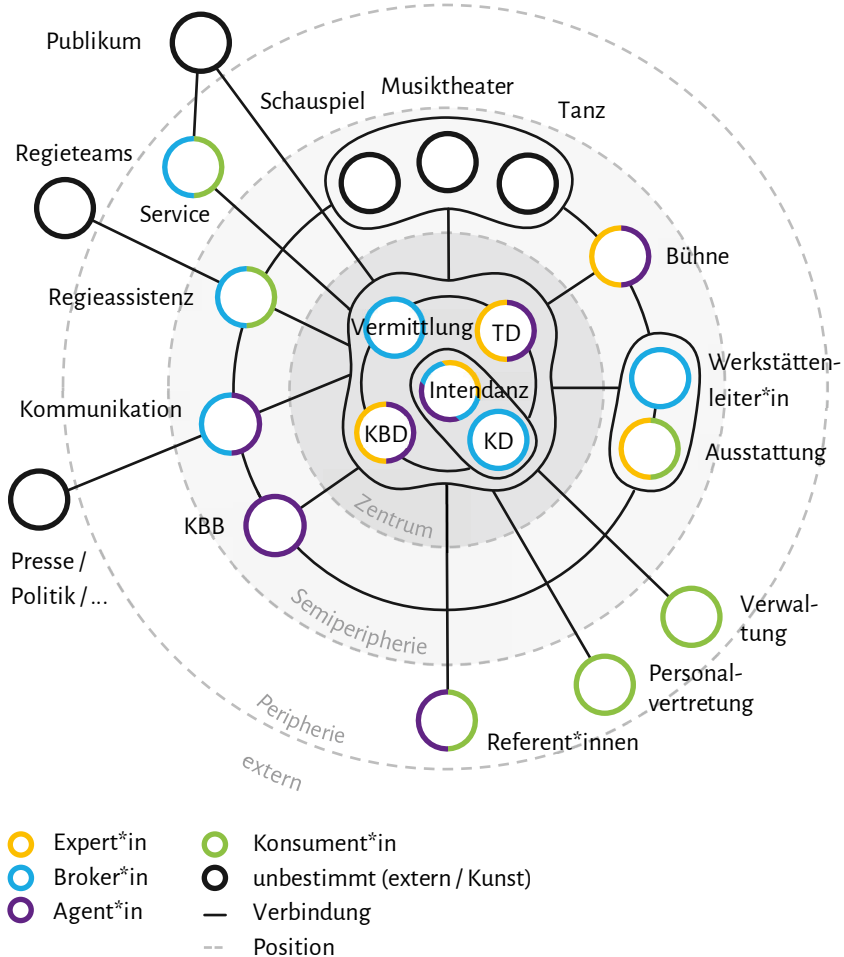 Publikum
Schauspiel
Musiktheater
Tanz
Regieteams
Service
Bühne
Regieassistenz
Vermittlung
TD
Werkstätten-
leiter*in
Intendanz
Kommunikation
KBD
KD
Ausstattung
KBB
Zentrum
Presse /
Politik / ...
Semiperipherie
Verwal-
tung
Personal-
vertretung
Peripherie
Referent*innen
extern
Expert*in
Broker*in
Agent*in
Konsument*in
unbestimmt (extern / Kunst)
Verbindung
Position